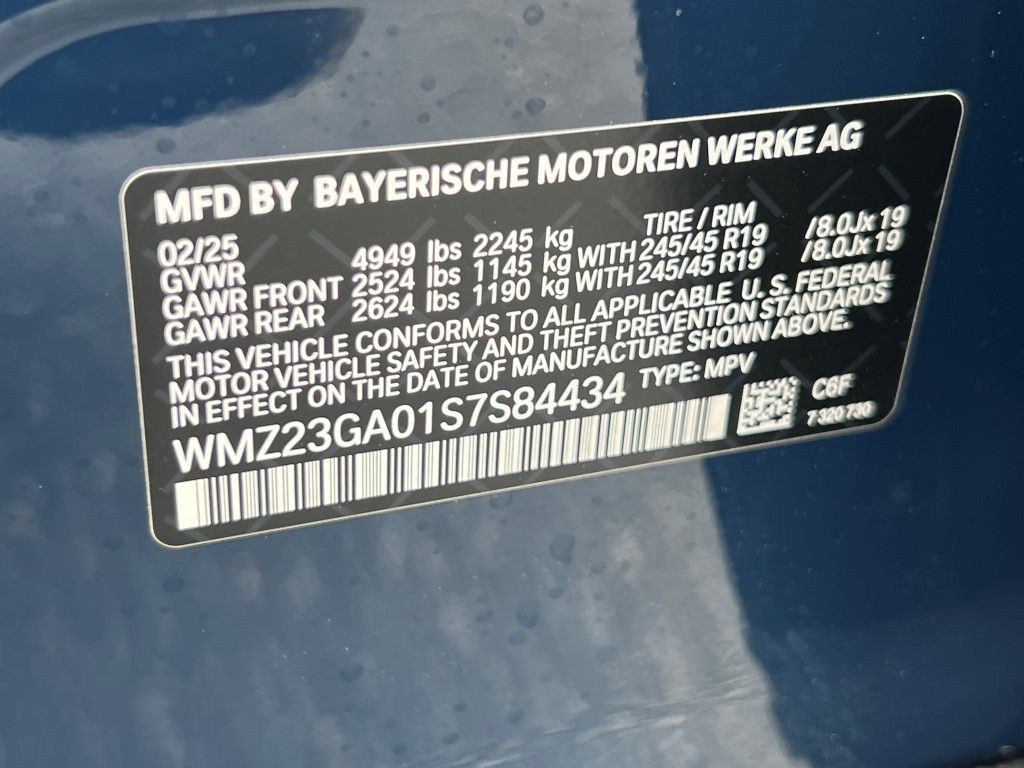 MFD BY BAYERISCHE MOTOREN WERKE AG
02/25 TIRE / RIM
GVWR 4949 lbs 2245 kg
GAWR FRONT 2524 lbs 1145 kg WITH 245/45 R19 /8.0Jx 19
GAWR REAR 2624 lbs 1190 kg WITH 245/45 R19 /8.0Jx 19
THIS VEHICLE CONFORMS TO ALL APPLICABLE U. S. FEDERAL
MOTOR VEHICLE SAFETY AND THEFT PREVENTION STANDARDS
IN EFFECT ON THE DATE OF MANUFACTURE SHOWN ABOVE.
WMZ23GA01S7S84434 TYPE: MPV
C6F
7 320 730